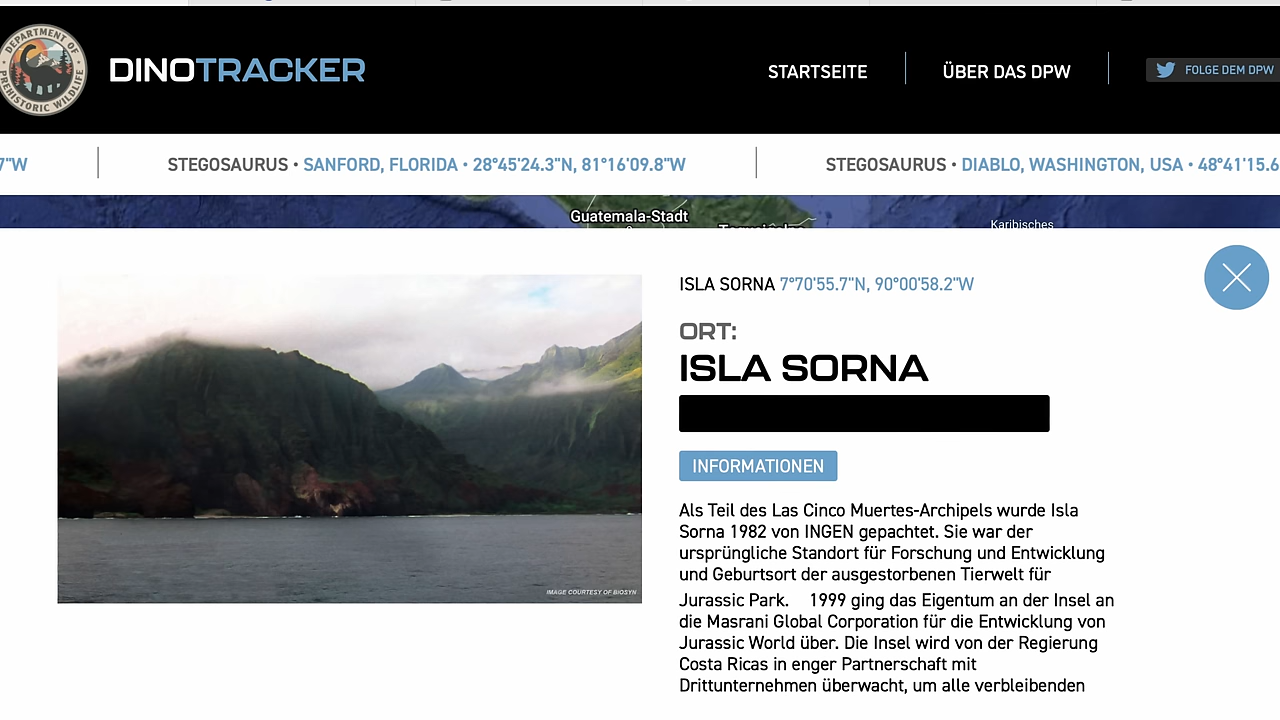 DEPARTMENT OF
PREHISTORIC WILDLIFE
DINOTRACKER
STARTSEITE
ÜBER DAS DPW
FOLGE DEM DPW
7"W
STEGOSAURUS • SANFORD, FLORIDA • 28°45'24.3"N, 81°16'09.8"W
STEGOSAURUS • DIABLO, WASHINGTON, USA • 48°41'15.6
Guatemala-Stadt
Karibisches
ISLA SORNA 7°70'55.7"N, 90°00'58.2"W
ORT:
ISLA SORNA
INFORMATIONEN
Als Teil des Las Cinco Muertes-Archipels wurde Isla
Sorna 1982 von INGEN gepachtet. Sie war der
ursprüngliche Standort für Forschung und Entwicklung
und Geburtsort der ausgestorbenen Tierwelt für
Jurassic Park. 1999 ging das Eigentum an der Insel an
die Masrani Global Corporation für die Entwicklung von
Jurassic World über. Die Insel wird von der Regierung
Costa Ricas in enger Partnerschaft mit
Drittunternehmen überwacht, um alle verbleibenden
IMAGE COURTESY OF BIOSYN